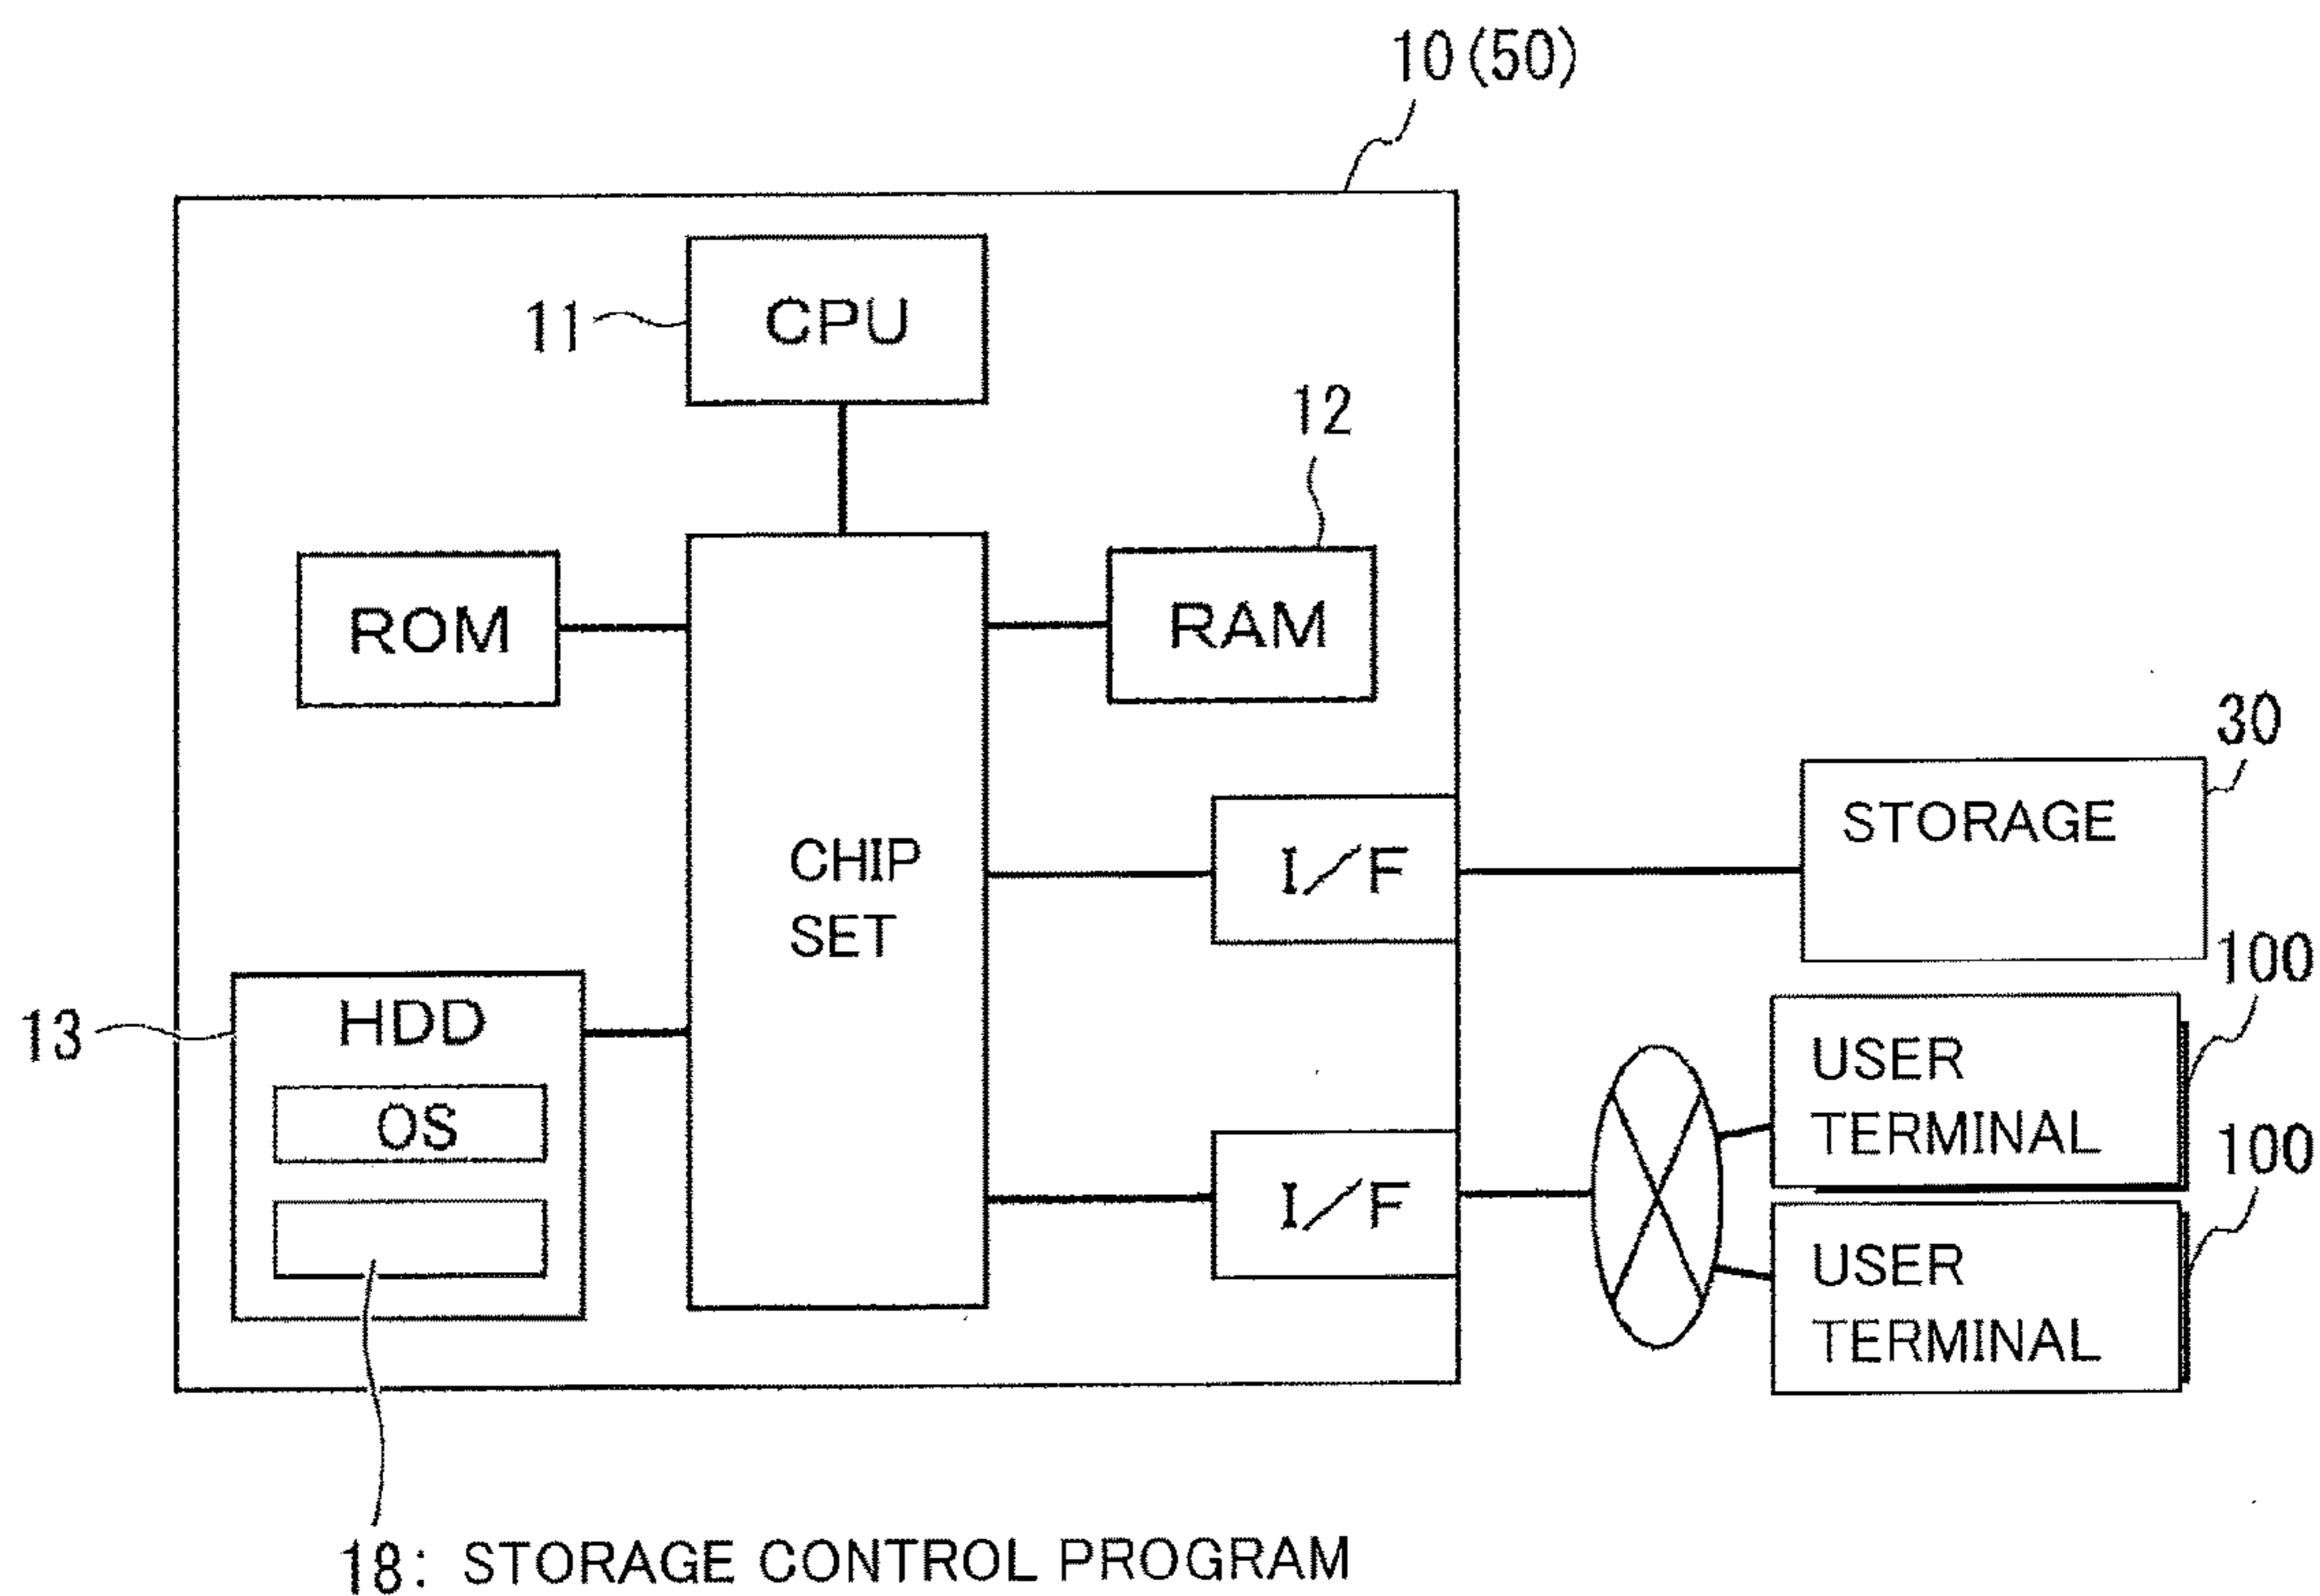 10(50)
CPU
11
12
ROM
RAM
30
STORAGE
CHIP
SET
I/F
100
13
HDD
USER
TERMINAL
OS
100
I/F
USER
TERMINAL
18: STORAGE CONTROL PROGRAM